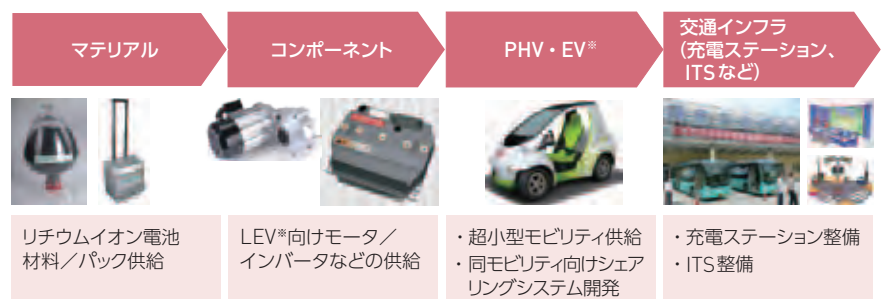 マテリアル
コンポーネント
PHV・EV※
交通インフラ
(充電ステーション、
ITSなど)
リチウムイオン電池
材料／パック供給
LEV※向けモータ／
インバータなどの供給
・超小型モビリティ供給
・同モビリティ向けシェア
リングシステム開発
・充電ステーション整備
・ITS整備